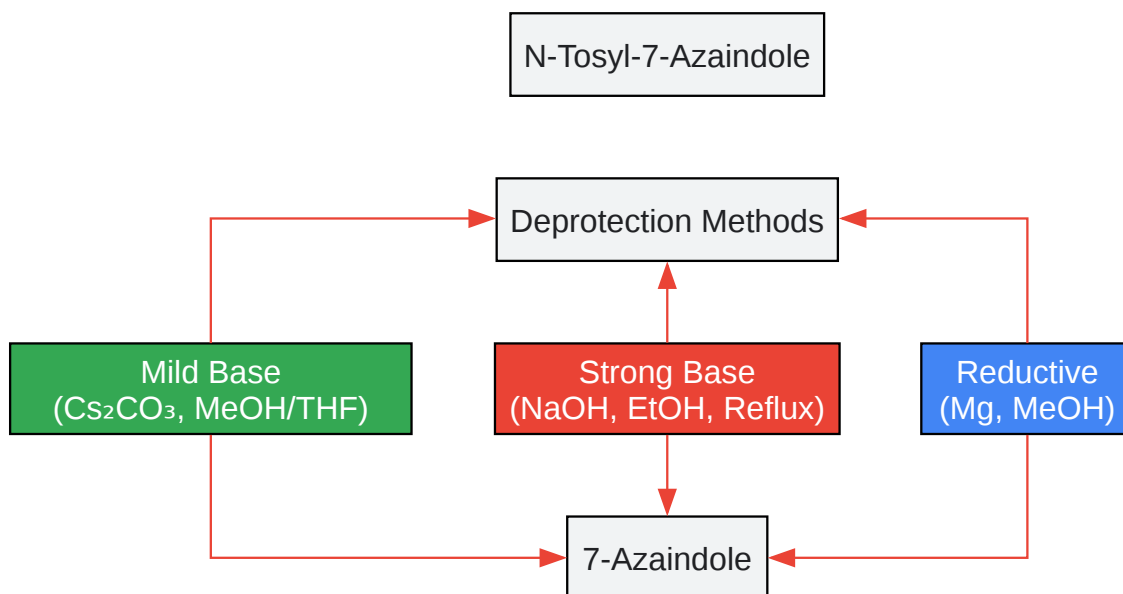 N-Tosyl-7-Azaindole
Deprotection Methods
Mild Base
(Cs₂CO₃, MeOH/THF)
Strong Base
(NaOH, EtOH, Reflux)
Reductive
(Mg, MeOH)
7-Azaindole